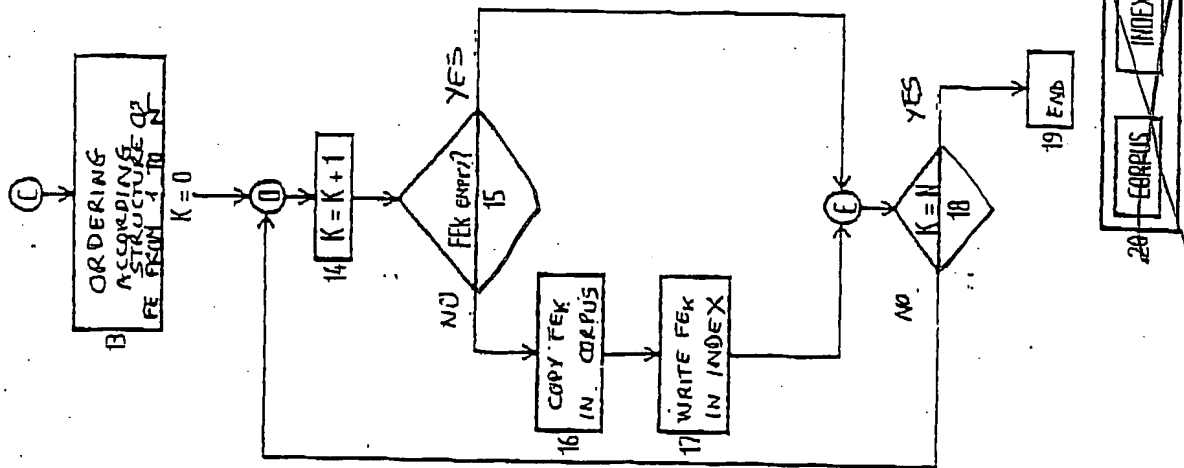 C
13
ORDERING
ACCORDING
STRUCTURE OF
FE FROM 1 TO N
K = 0
D
14
K = K + 1
FEK EMPTY?
15
YES
NO
16
COPY FEK
IN CORPUS
17
WRITE FEK
IN INDEX
E
K = N
18
NO
YES
19
END
20
CORPUS
INDEX